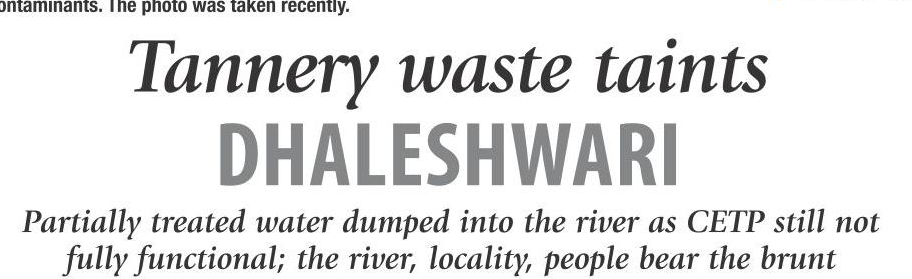 ontaminants. The photo was taken recently.
Tannery waste taints
DHALESHWARI
Partially treated water dumped into the river as CETP still not
fully functional; the river, locality, people bear the brunt